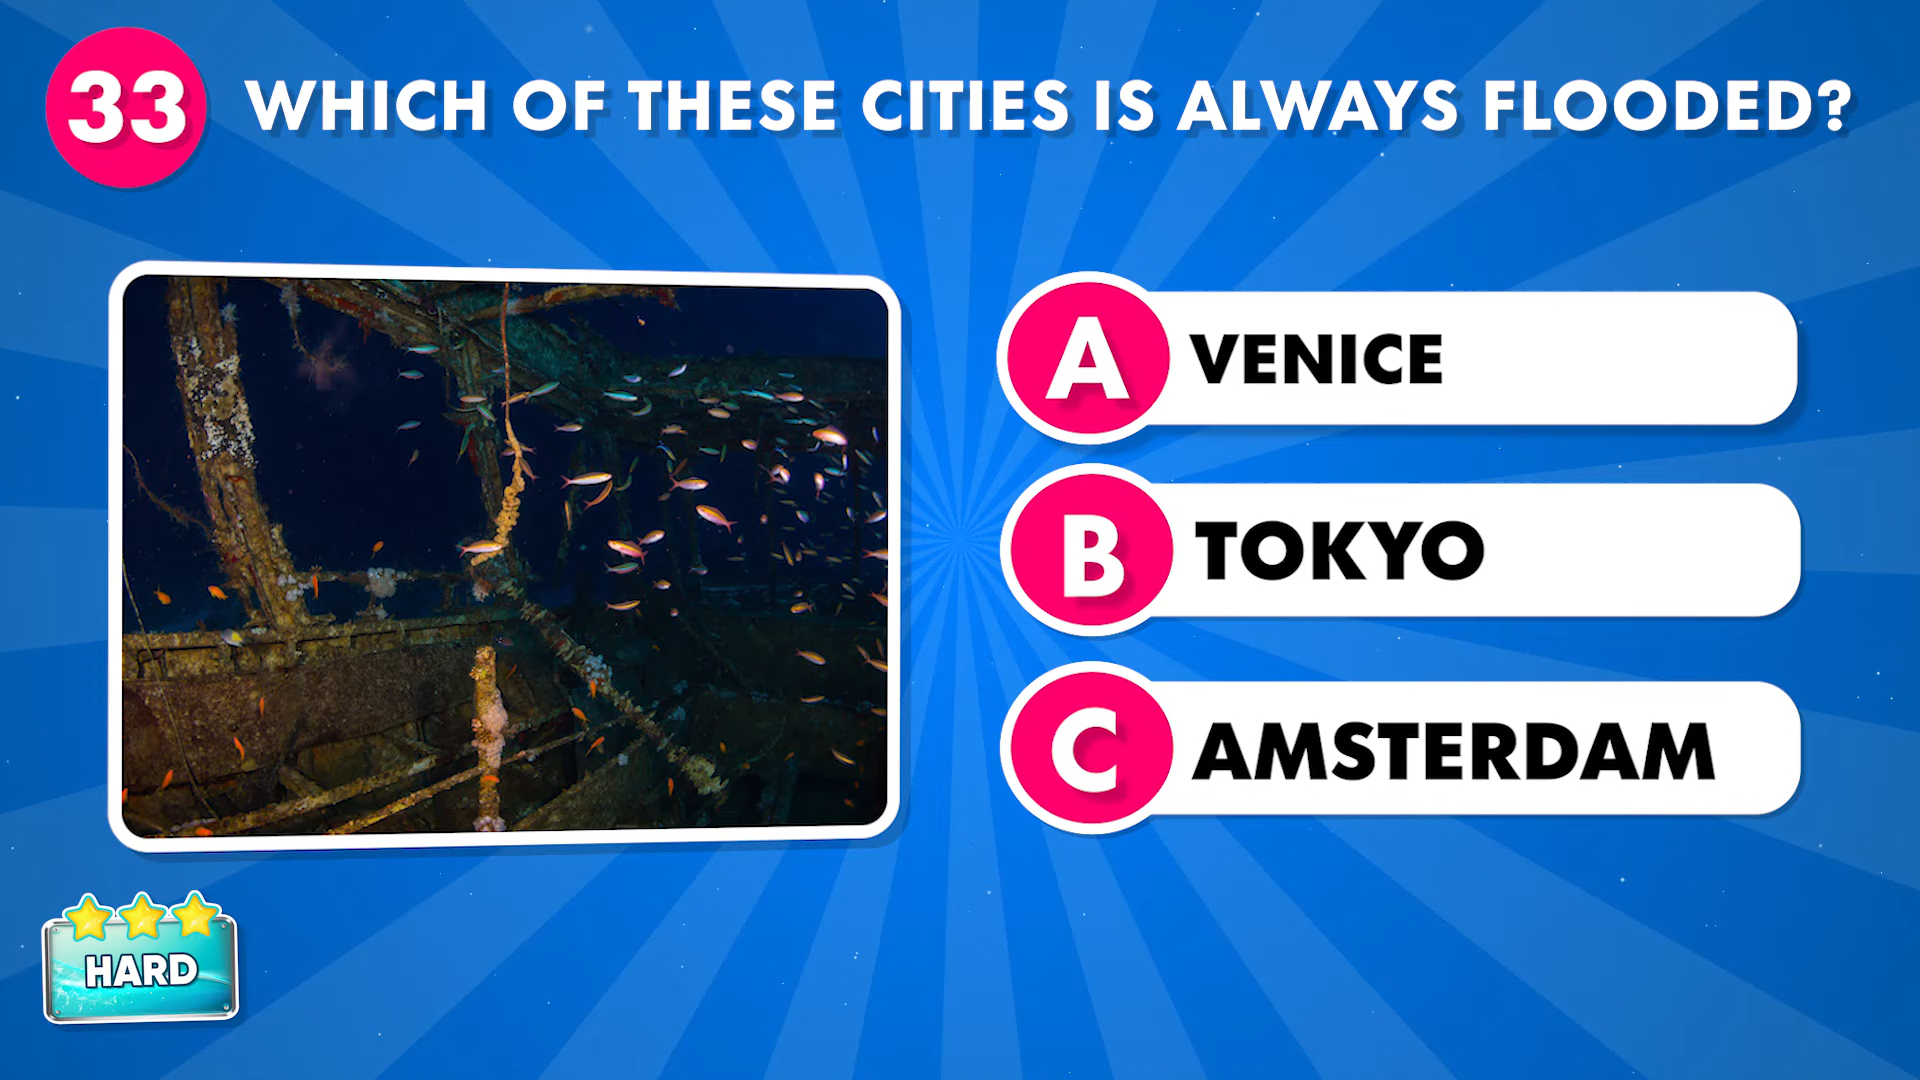 33
WHICH OF THESE CITIES IS ALWAYS FLOODED?
A VENICE
B TOKYO
C AMSTERDAM
HARD